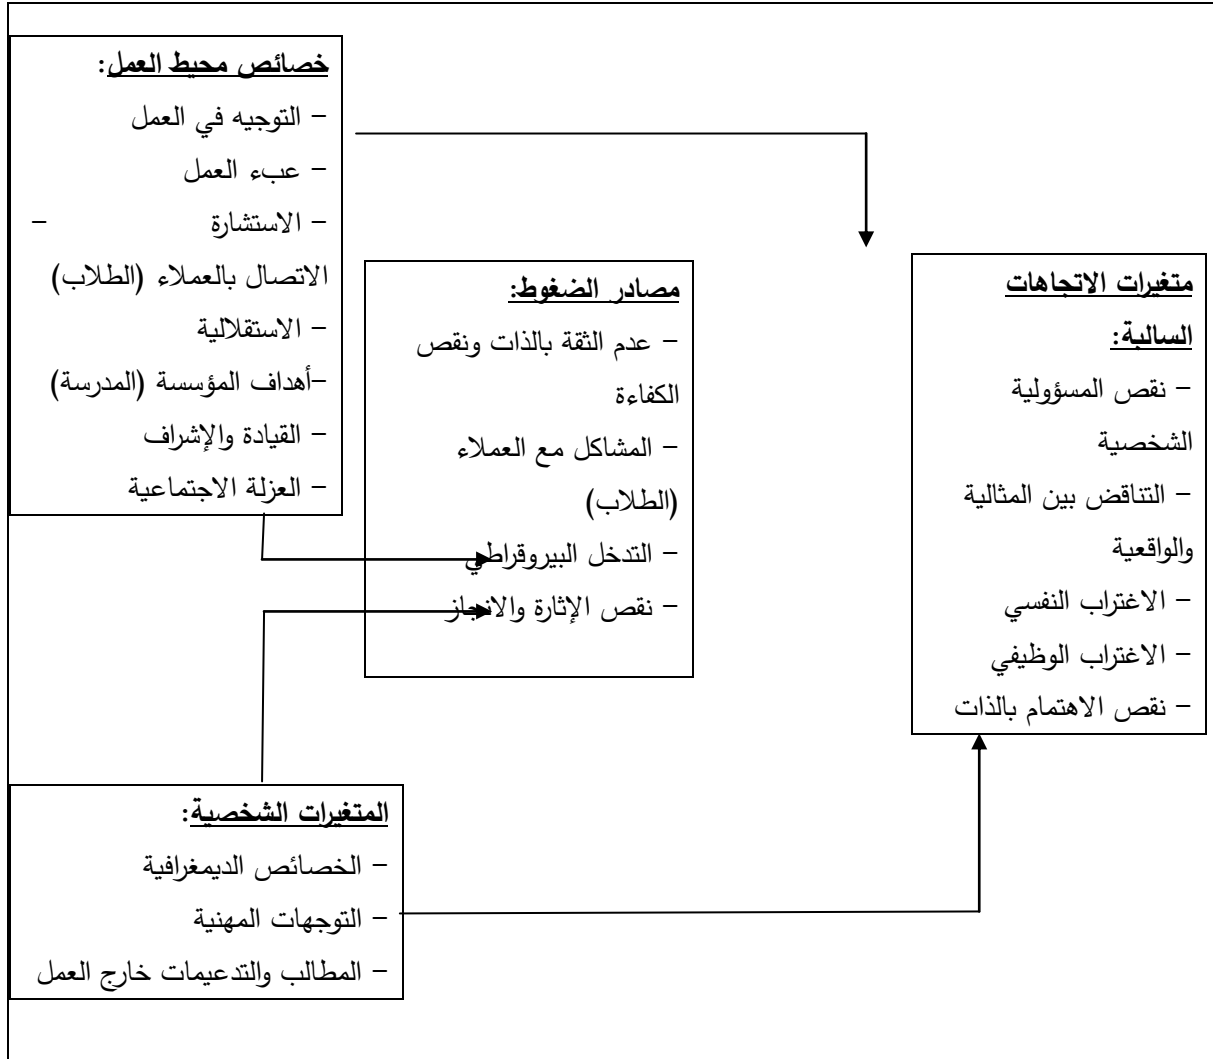 خصائص محيط العمل:
- التوجيه في العمل
- عبء العمل
- الاستشارة -
الاتصال بالعملاء (الطلاب)
- الاستقلالية
-أهداف المؤسسة (المدرسة)
- القيادة والإشراف
- العزلة الاجتماعية
مصادر الضغوط:
- عدم الثقة بالذات ونقص
الكفاءة
- المشاكل مع العملاء
(الطلاب)
- التدخل البيروقراطي
- نقص الإثارة والانجاز
متغيرات الاتجاهات
السالبة:
- نقص المسؤولية
الشخصية
- التناقض بين المثالية
والواقعية
- الاغتراب النفسي
- الاغتراب الوظيفي
- نقص الاهتمام بالذات
المتغيرات الشخصية:
- الخصائص الديمغرافية
- التوجهات المهنية
- المطالب والتدعيمات خارج العمل